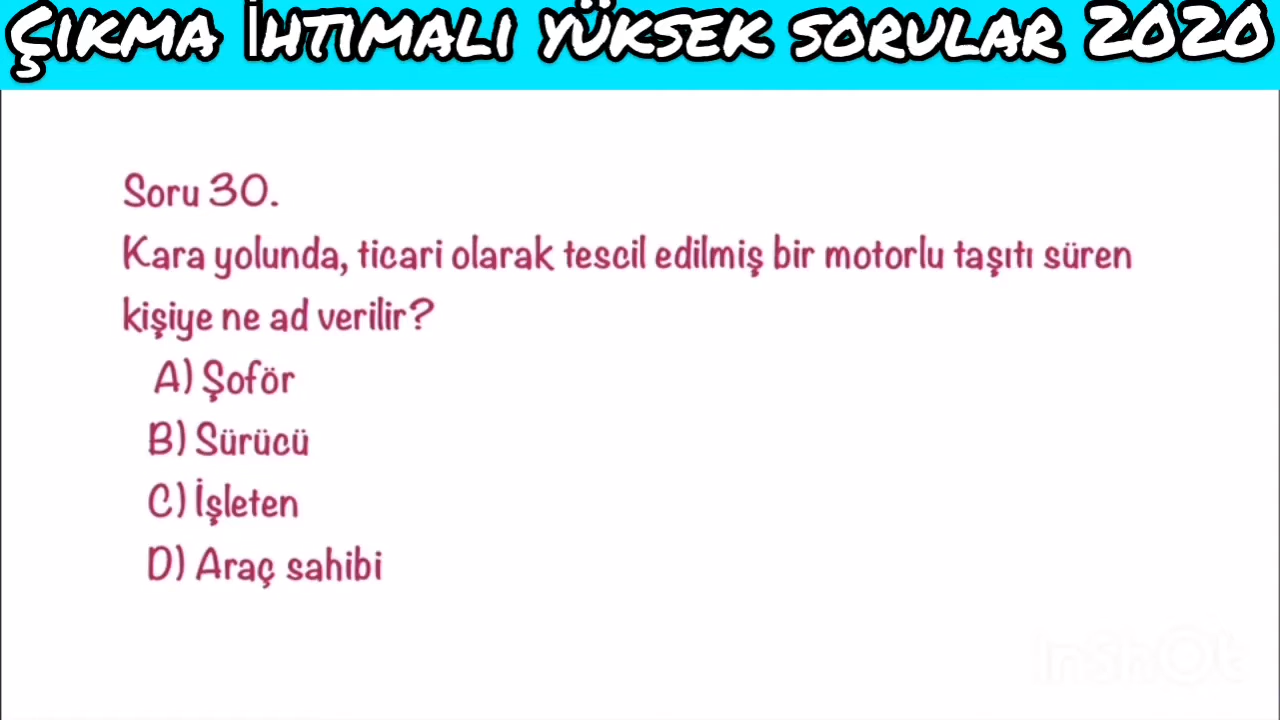 ÇIKMA İHTIMALI YÜKSEK SORULAR 2020
Soru 30.
Kara yolunda, ticari olarak tescil edilmiş bir motorlu taşıtı süren
kişiye ne ad verilir?
A) Şoför
B) Sürücü
C) İşleten
D) Araç sahibi